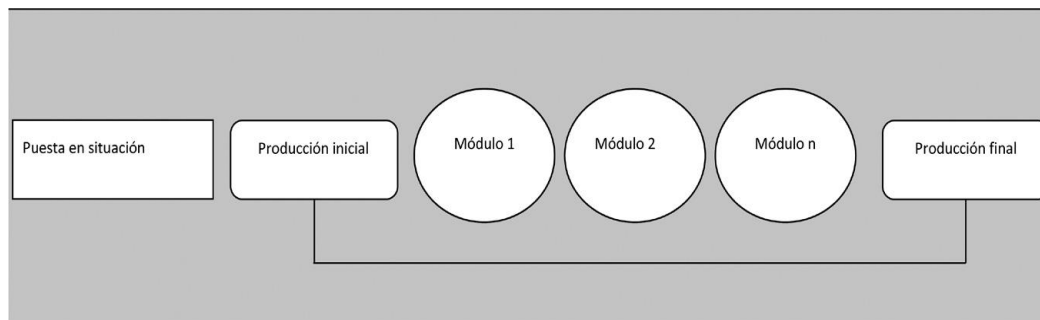 Puesta en situación
Producción inicial
Módulo 1
Módulo 2
Módulo n
Producción final